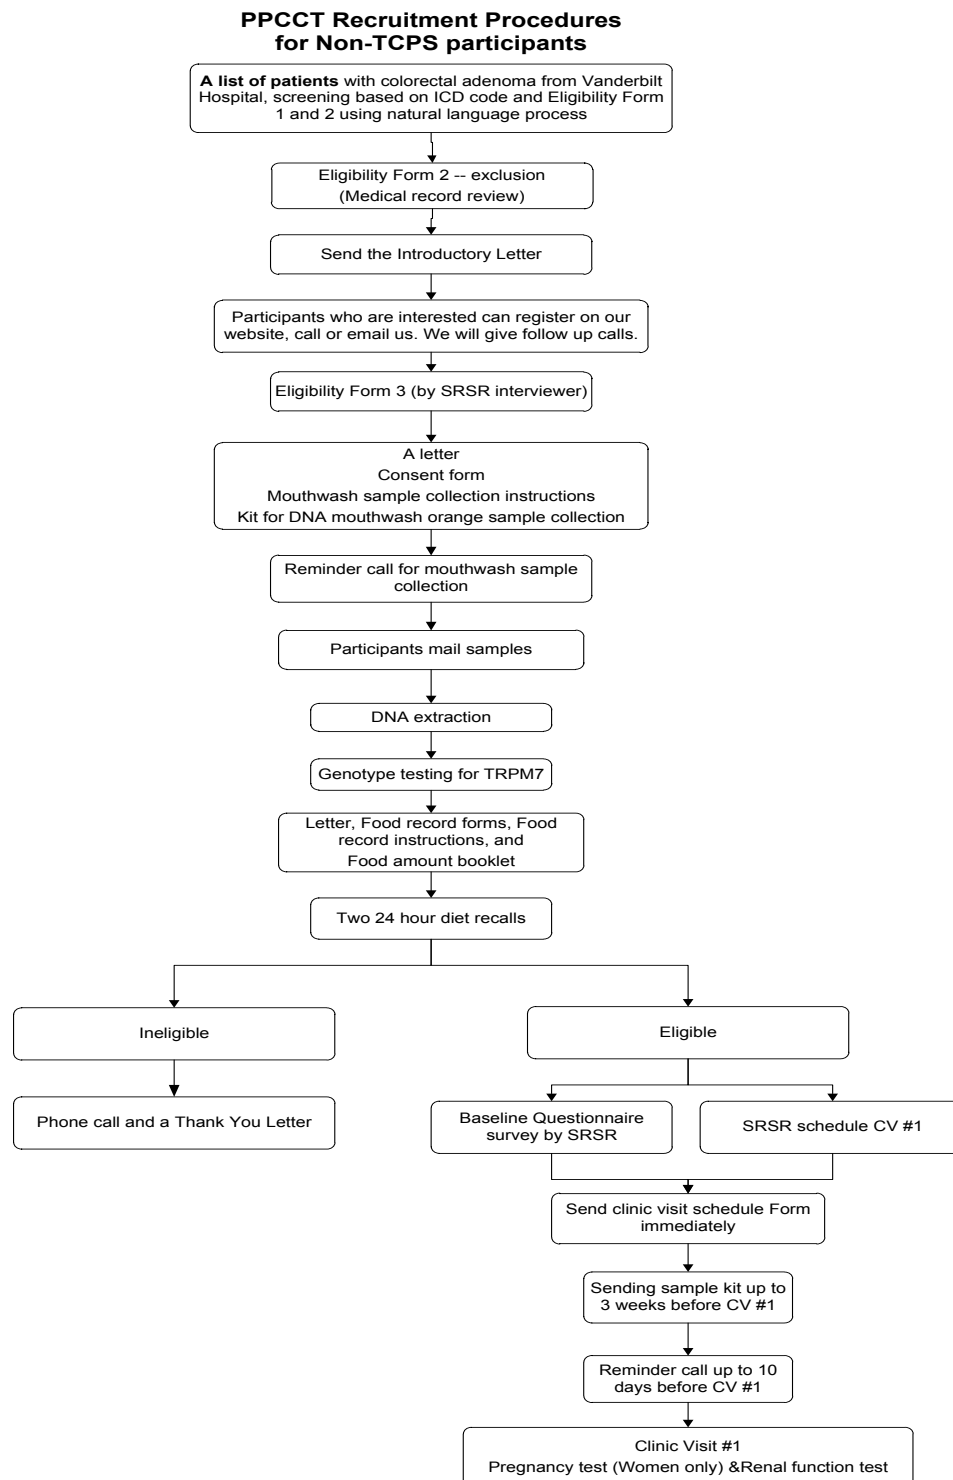 PPCCT Recruitment Procedures
for Non-TCPS participants
A list of patients with colorectal adenoma from Vanderbilt
Hospital, screening based on ICD code and Eligibility Form
1 and 2 using natural language process
Eligibility Form 2 -- exclusion
(Medical record review)
Send the Introductory Letter
Participants who are interested can register on our
website, call or email us. We will give follow up calls.
Eligibility Form 3 (by SRSR interviewer)
A letter
Consent form
Mouthwash sample collection instructions
Kit for DNA mouthwash orange sample collection
Reminder call for mouthwash sample
collection
Participants mail samples
DNA extraction
Genotype testing for TRPM7
Letter, Food record forms, Food
record instructions, and
Food amount booklet
Two 24 hour diet recalls
Ineligible
Eligible
Phone call and a Thank You Letter
Baseline Questionnaire
survey by SRSR
SRSR schedule CV #1
Send clinic visit schedule Form
immediately
Sending sample kit up to
3 weeks before CV #1
Reminder call up to 10
days before CV #1
Clinic Visit #1
Pregnancy test (Women only) &Renal function test